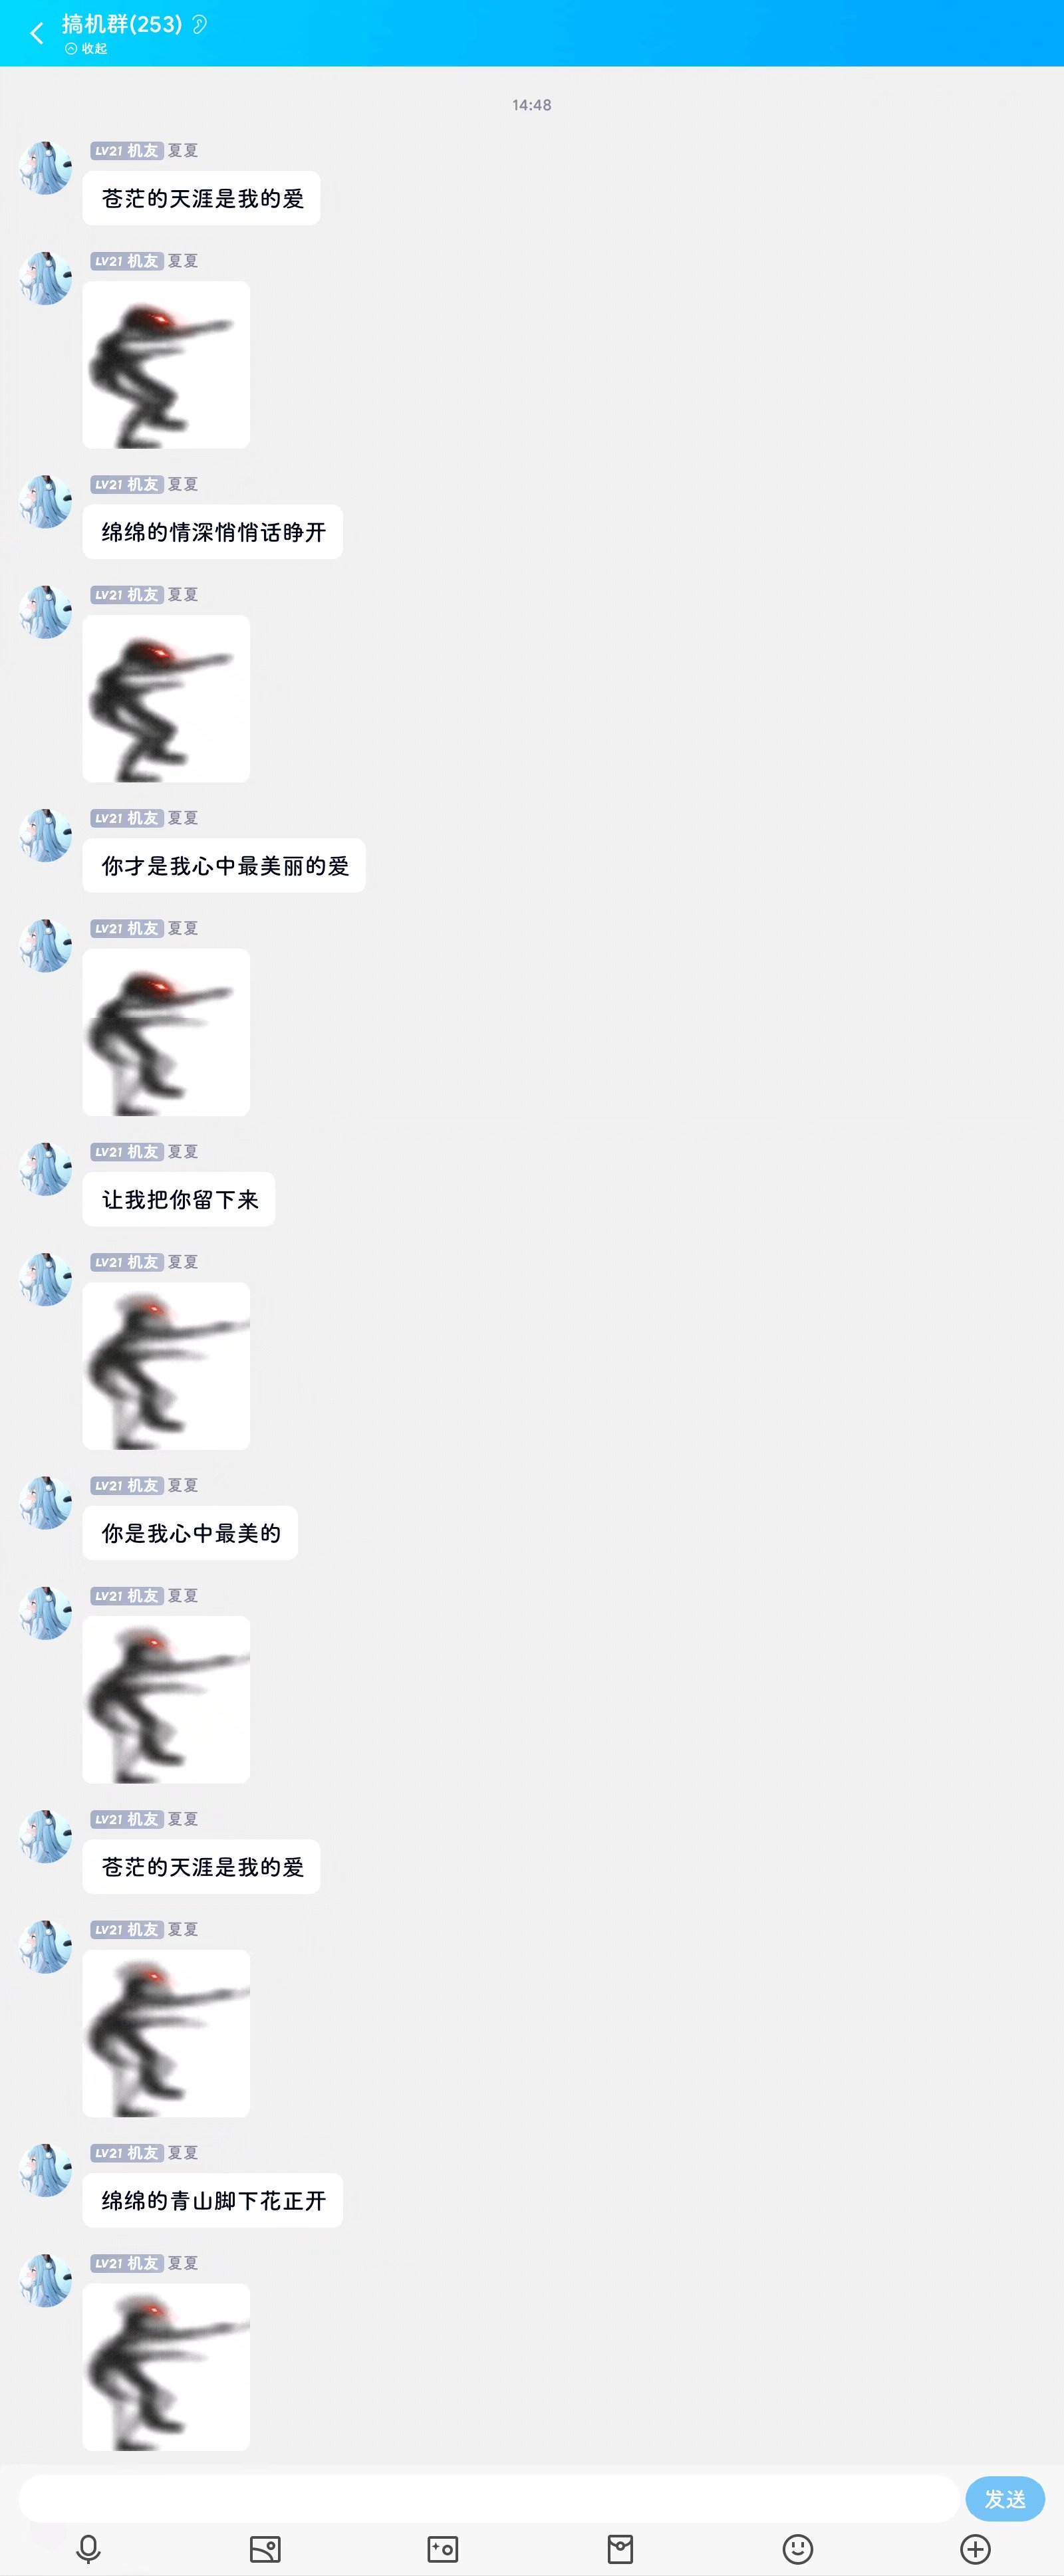 搞机群(253)
收起
14:48
LV21 机友 夏夏
苍茫的天涯是我的爱
LV21 机友 夏夏
LV21 机友 夏夏
绵绵的情深悄悄话睁开
LV21 机友 夏夏
LV21 机友 夏夏
你才是我心中最美丽的爱
LV21 机友 夏夏
LV21 机友 夏夏
让我把你留下来
LV21 机友 夏夏
LV21 机友 夏夏
你是我心中最美的
LV21 机友 夏夏
LV21 机友 夏夏
苍茫的天涯是我的爱
LV21 机友 夏夏
LV21 机友 夏夏
绵绵的青山脚下花正开
LV21 机友 夏夏
发送